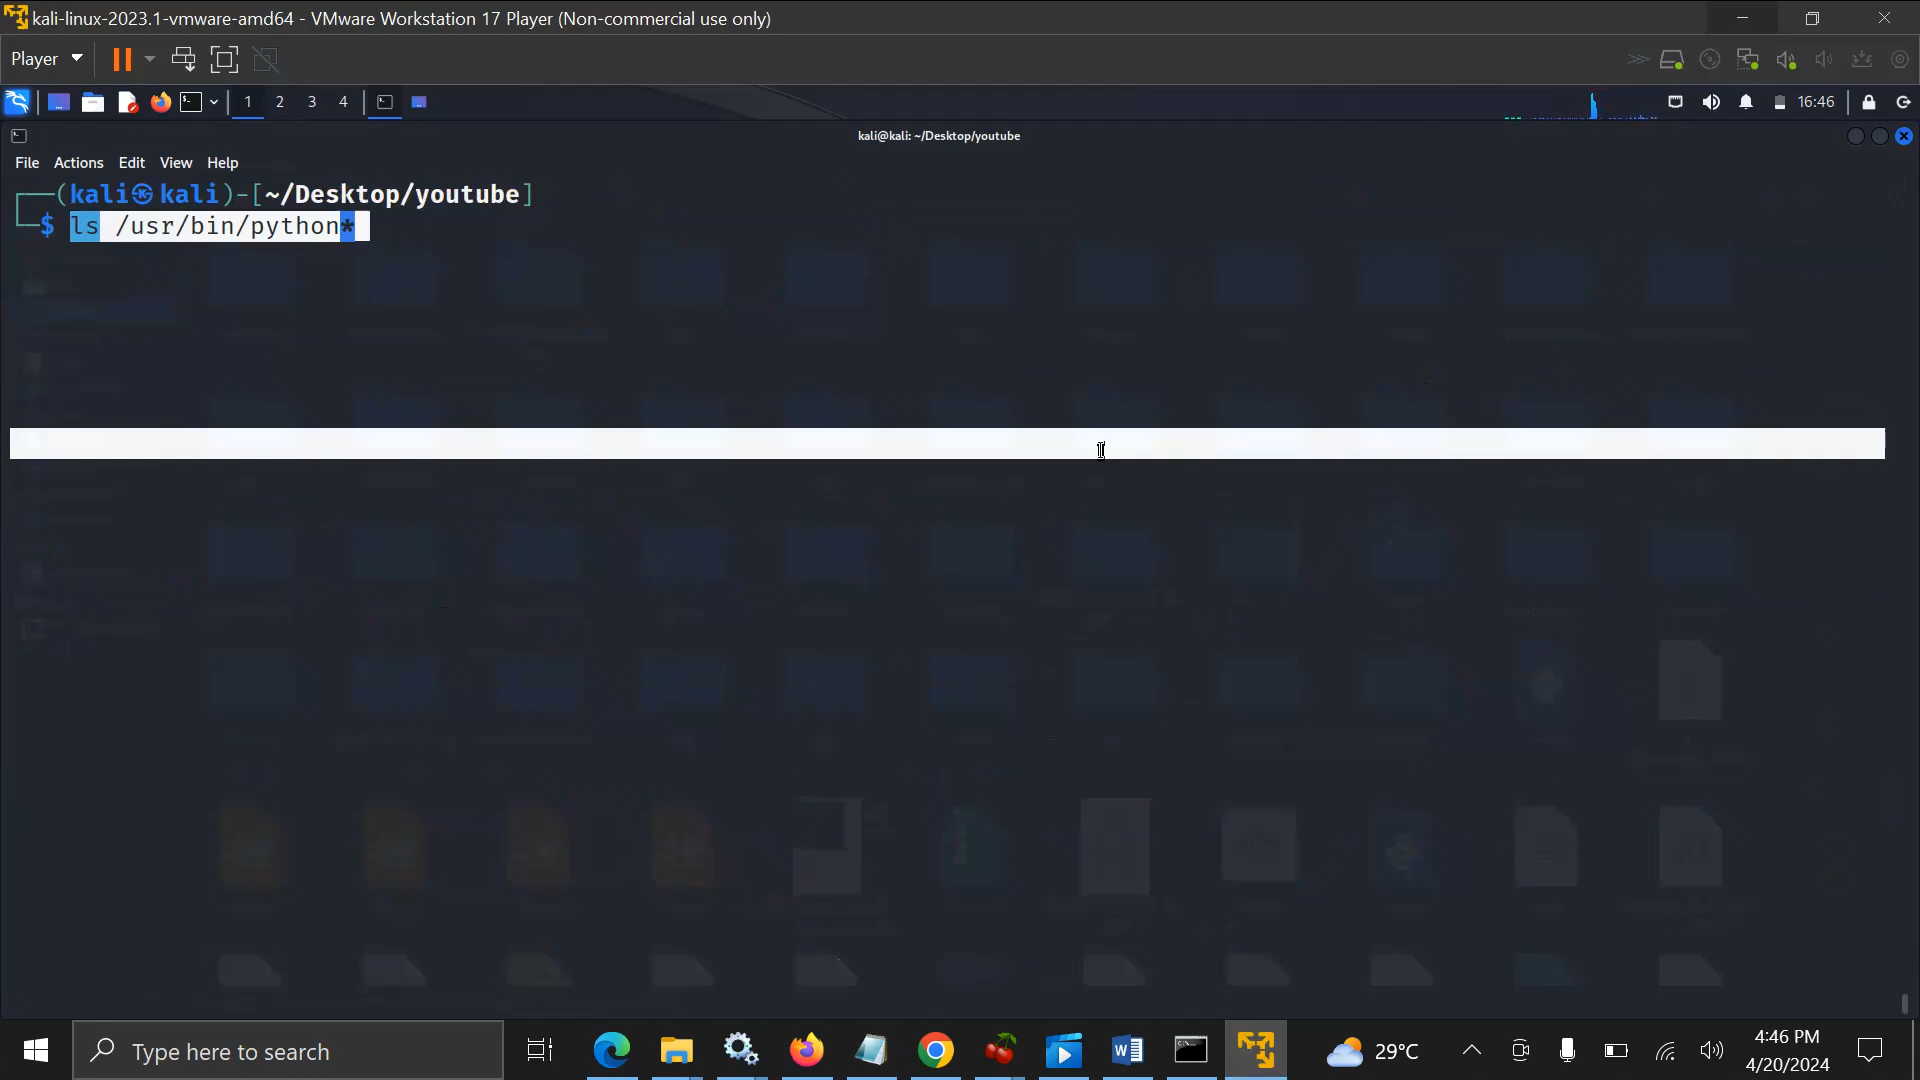 kali-linux-2023.1-vmware-amd64 - VMware Workstation 17 Player (Non-commercial use only)
Player
1 2 3 4
16:46
kali@kali: ~/Desktop/youtube
File Actions Edit View Help
(kali㉿kali)-[~/Desktop/youtube]
$ ls /usr/bin/python*
Type here to search
29°C
4:46 PM
4/20/2024